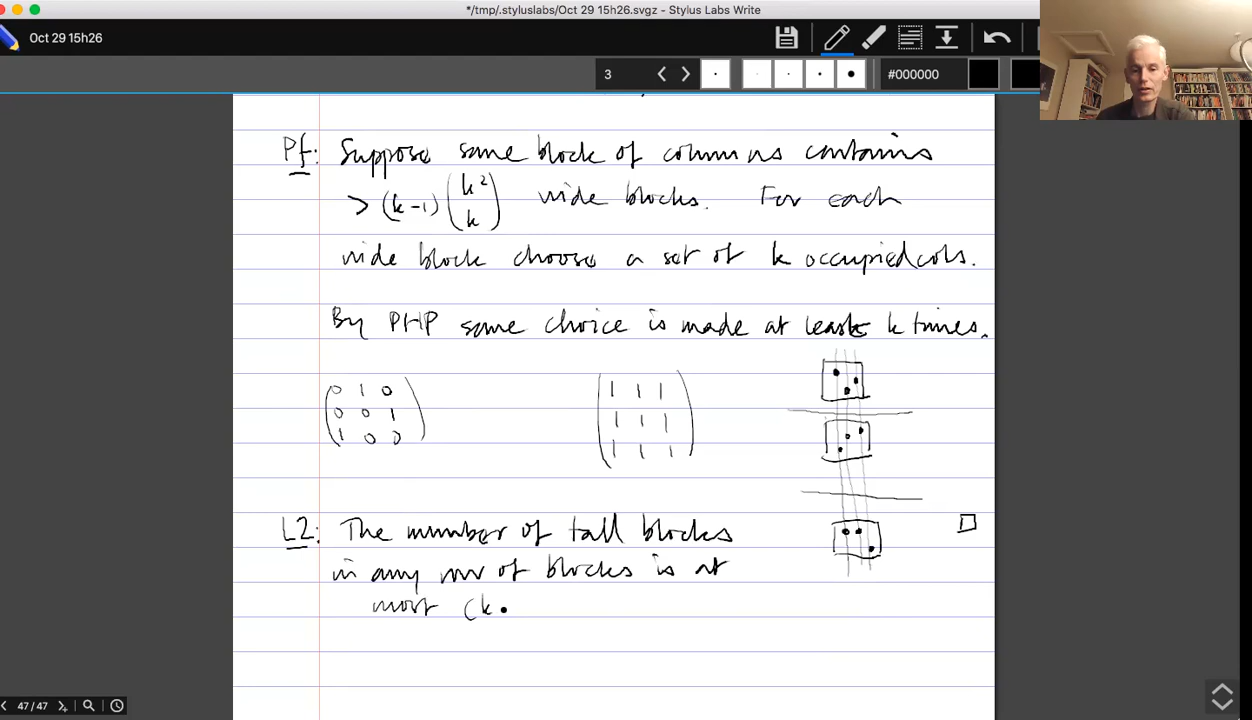 */tmp/.styluslabs/Oct 29 15h26.svgz - Stylus Labs Write
Oct 29 15h26
3
#000000
Pf: Suppose some block of columns contains
> (k-1) (k² k) wide blocks. For each
wide block choose a set of k occupied cols.
By PHP same choice is made at least k times.
0 1 0
0 0 1
1 0 0
1 1 1
1 1 1
1 1 1
L2: The number of tall blocks
in any row of blocks is at
most (k
47/47